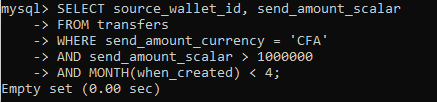 mysql> SELECT source_wallet_id, send_amount_scalar
    -> FROM transfers
    -> WHERE send_amount_currency = 'CFA'
    -> AND send_amount_scalar > 1000000
    -> AND MONTH(when_created) < 4;
Empty set (0.00 sec)